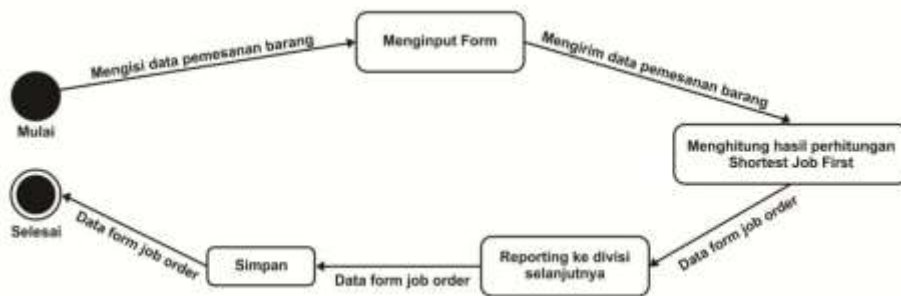 Mengisi data pemesanan barang
Menginput Form
Mengirim data pemesanan barang
Mulai
Menghitung hasil perhitungan
Shortest Job First
Data form job order
Reporting ke divisi
selanjutnya
Data form job order
Simpan
Data form job order
Selesai